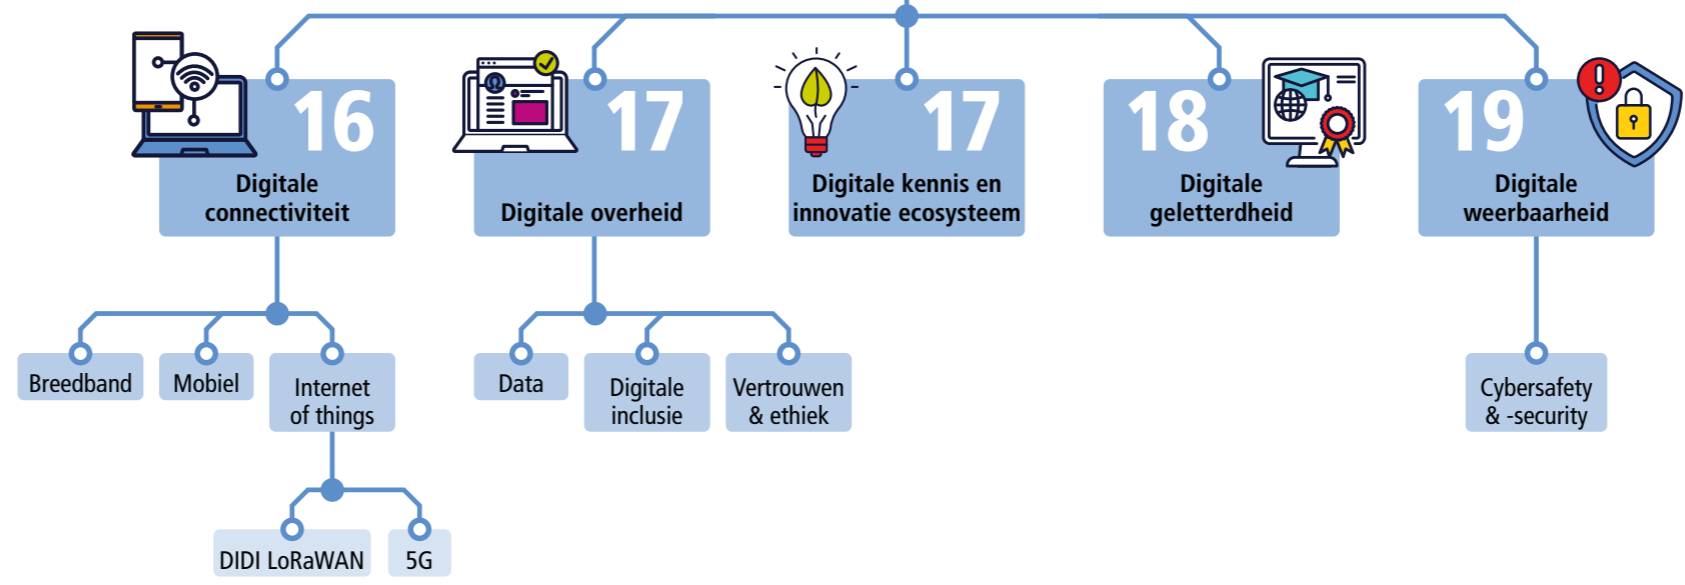 16
Digitale
connectiviteit
17
Digitale overheid
17
Digitale kennis en
innovatie ecosysteem
18
Digitale
geletterdheid
19
Digitale
weerbaarheid
Breedband
Mobiel
Internet
of things
Data
Digitale
inclusie
Vertrouwen
& ethiek
Cybersafety
& -security
DIDI LoRaWAN
5G